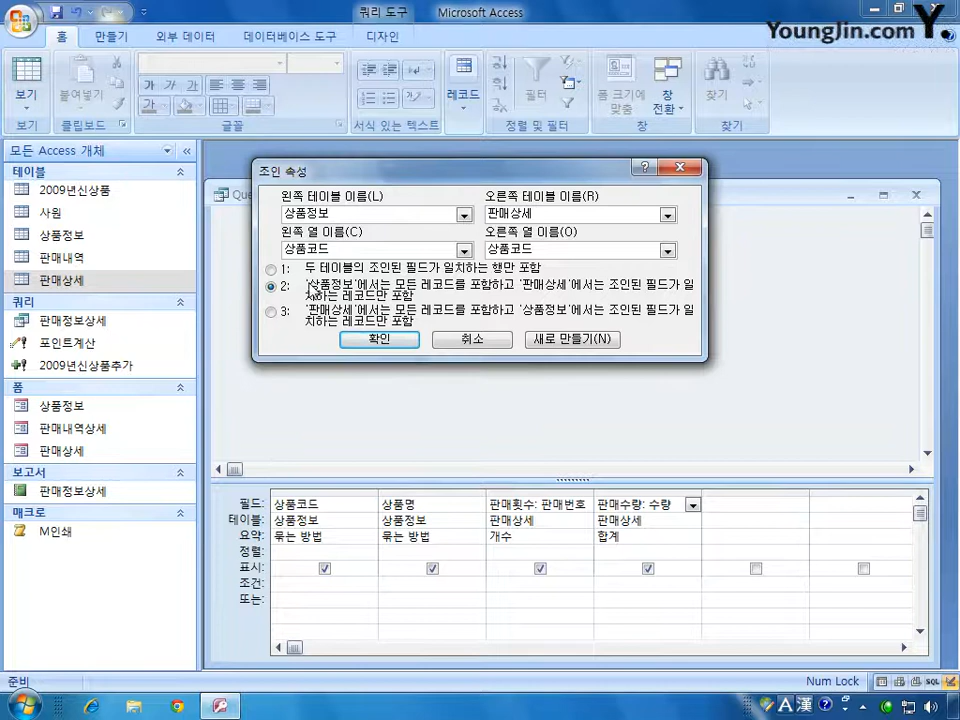 쿼리 도구
Microsoft Access
YoungJin.com Y.
홈
만들기
외부 데이터
데이터베이스 도구
디자인
보기
붙여넣기
가 가 가
레코드
필터
폼 크기에
맞춤
창
전환
찾기
보기
클립보드
글꼴
서식 있는 텍스트
정렬 및 필터
창
찾기
모든 Access 개체
테이블
2009년신상품
사원
상품정보
판매내역
판매상세
쿼리
판매정보상세
포인트계산
2009년신상품추가
폼
상품정보
판매내역상세
판매상세
보고서
판매정보상세
매크로
M인쇄
조인 속성
왼쪽 테이블 이름(L)
오른쪽 테이블 이름(R)
상품정보
판매상세
왼쪽 열 이름(C)
오른쪽 열 이름(O)
상품코드
상품코드
1: 두 테이블의 조인된 필드가 일치하는 행만 포함
2: '상품정보'에서는 모든 레코드를 포함하고 '판매상세'에서는 조인된 필드가 일
치하는 레코드만 포함
3: '판매상세'에서는 모든 레코드를 포함하고 '상품정보'에서는 조인된 필드가 일
치하는 레코드만 포함
확인
취소
새로 만들기(N)
필드: 상품코드 상품명 판매횟수: 판매번호 판매수량: 수량
테이블: 상품정보 상품정보 판매상세 판매상세
요약: 묶는 방법 묶는 방법 개수 합계
정렬:
표시:
조건:
또는:
준비
Num Lock
SQL
A 漢